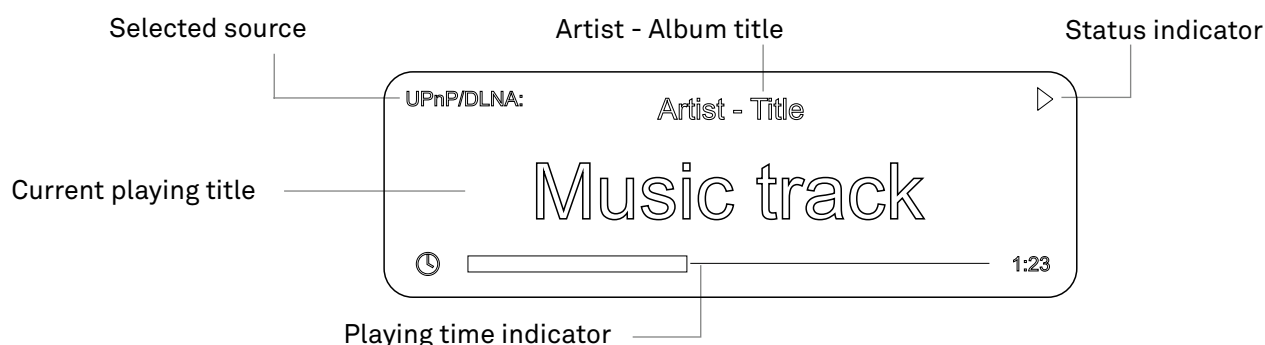 Selected source
Artist - Album title
Status indicator
UPnP/DLNA:
Artist - Title
Current playing title
Music track
1:23
Playing time indicator